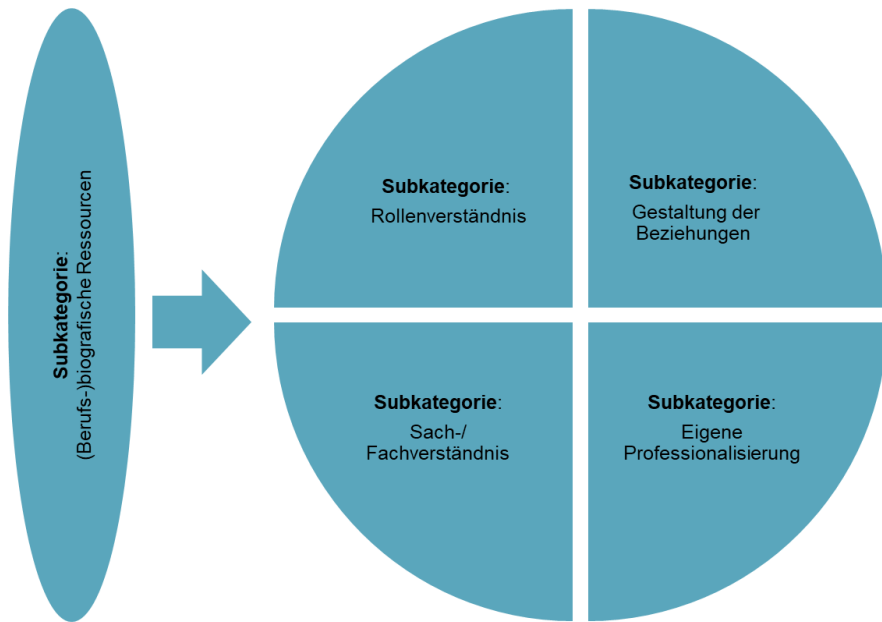 Subkategorie:
(Berufs-)biografische Ressourcen
Subkategorie:
Rollenverständnis
Subkategorie:
Gestaltung der
Beziehungen
Subkategorie:
Sach-/
Fachverständnis
Subkategorie:
Eigene
Professionalisierung